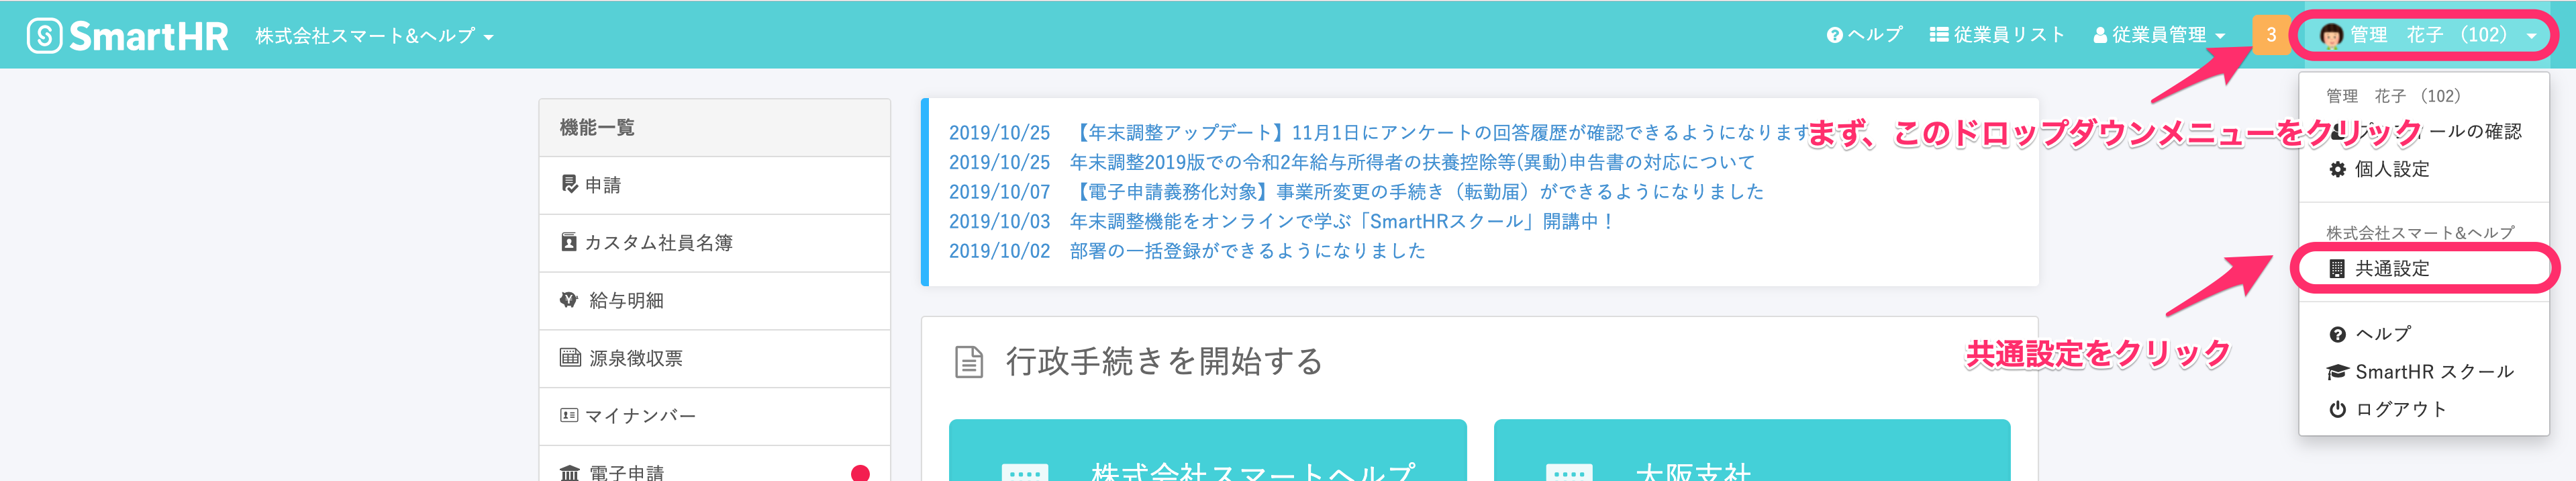 SmartHR 株式会社スマート&ヘルプ ヘルプ 従業員リスト 従業員管理 3 管理 花子 (102)
機能一覧
申請
カスタム社員名簿
給与明細
源泉徴収票
マイナンバー
電子申請
2019/10/25 【年末調整アップデート】11月1日にアンケートの回答履歴が確認できるようになります
2019/10/25 年末調整2019版での令和2年給与所得者の扶養控除等(異動)申告書の対応について
2019/10/07 【電子申請義務化対象】事業所変更の手続き（転勤届）ができるようになりました
2019/10/03 年末調整機能をオンラインで学ぶ「SmartHRスクール」開講中！
2019/10/02 部署の一括登録ができるようになりました
行政手続きを開始する
株式会社スマートヘルプ
大阪支社
まず、このドロップダウンメニューをクリック
共通設定をクリック
管理 花子 (102)
ールの確認
個人設定
株式会社スマート&ヘルプ
共通設定
ヘルプ
SmartHR スクール
ログアウト